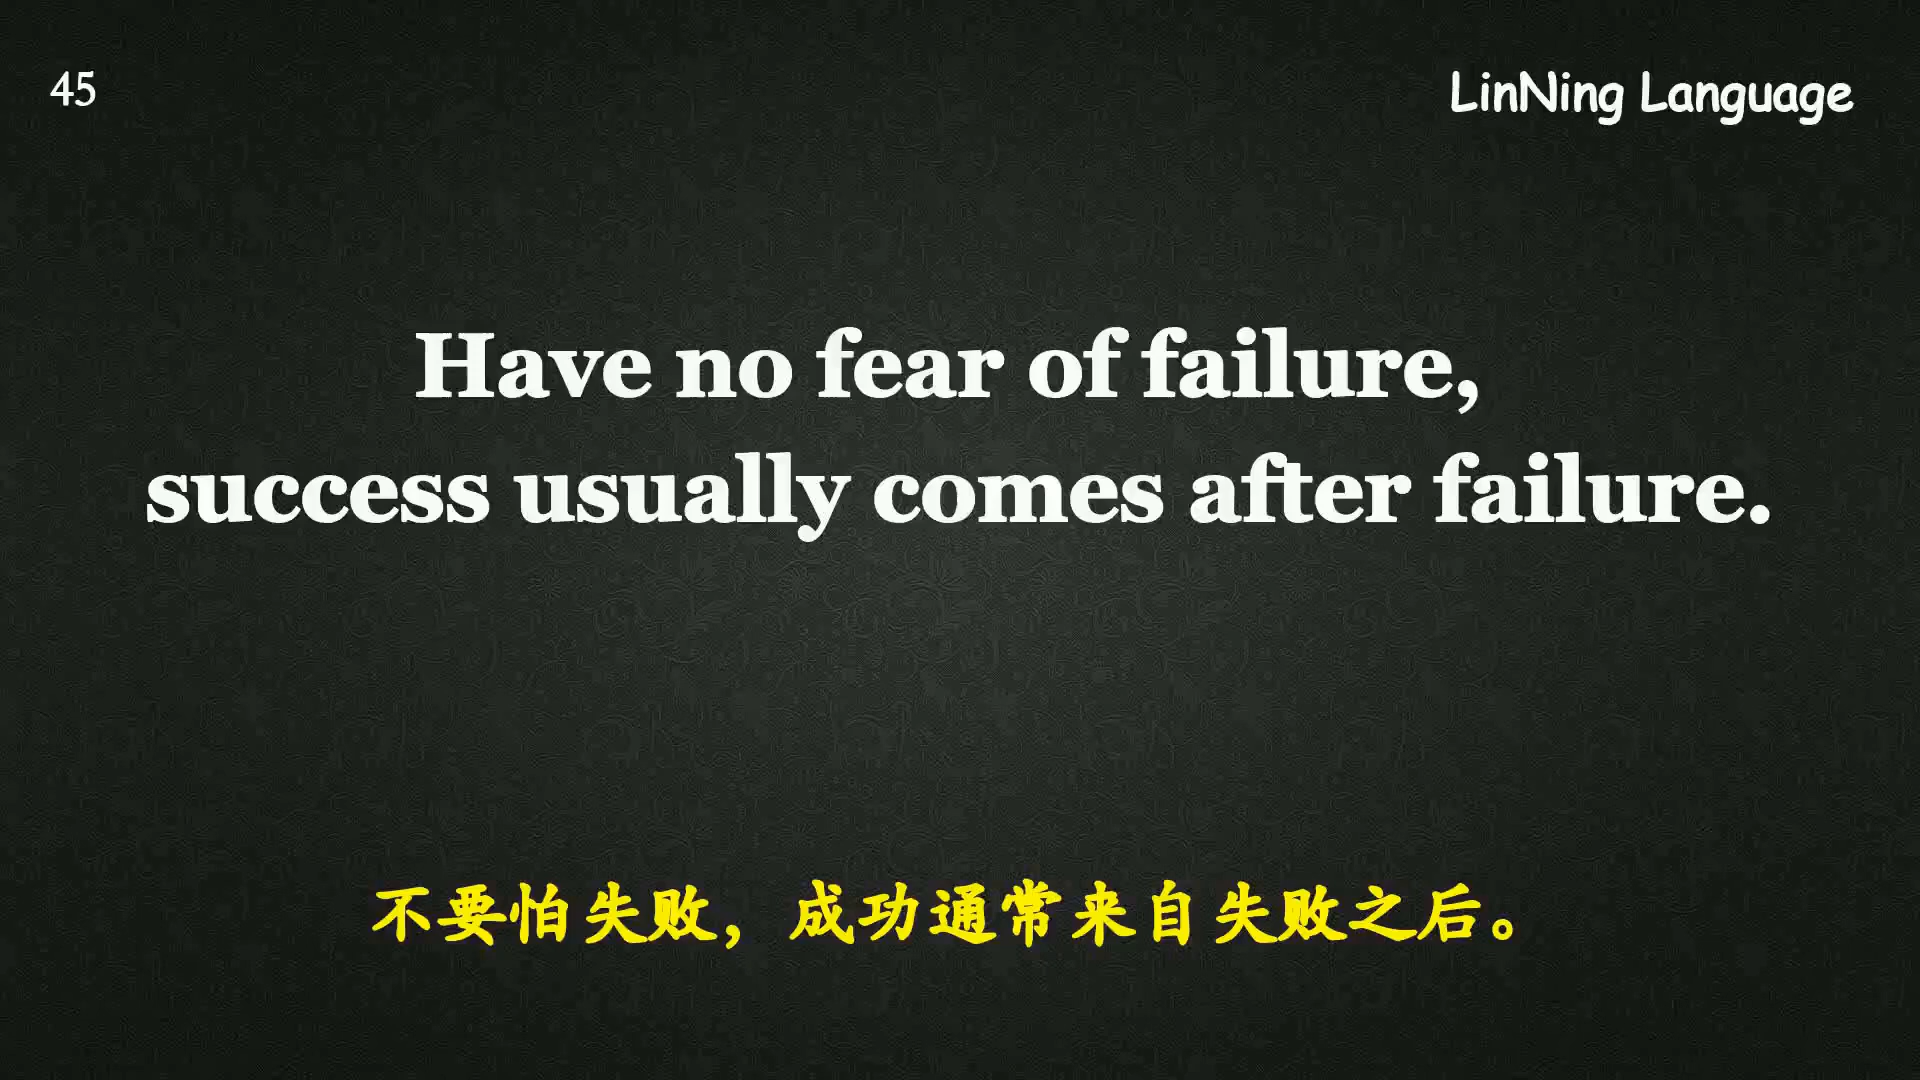 45
LinNing Language
Have no fear of failure,
success usually comes after failure.
不要怕失败，成功通常来自失败之后。